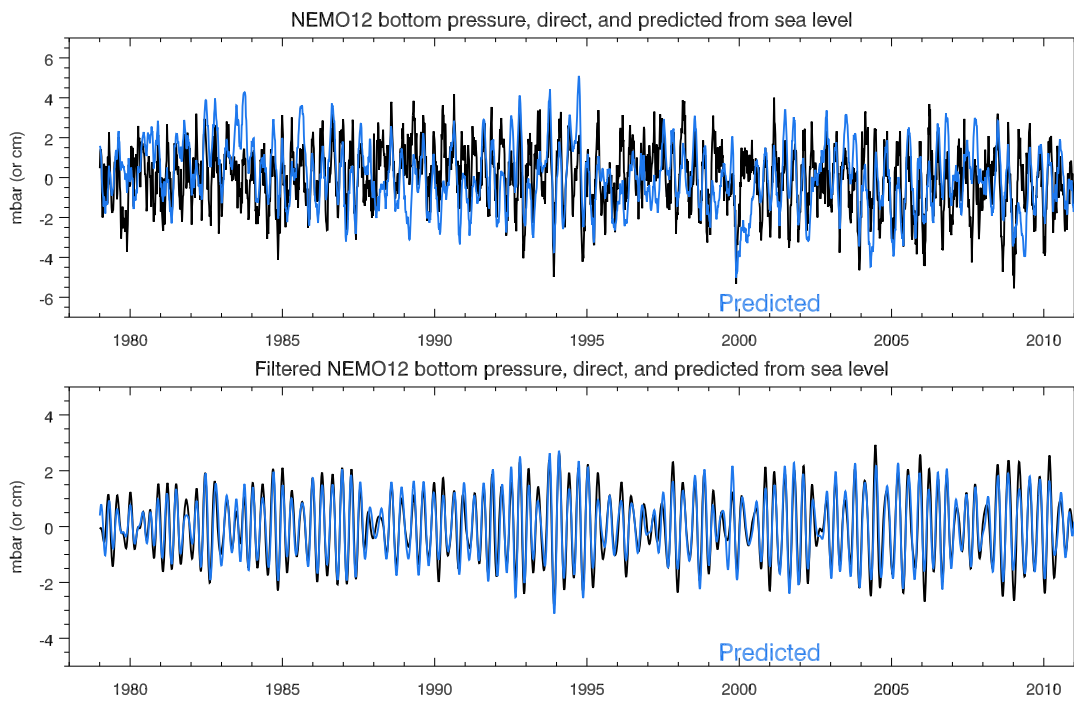 NEMO12 bottom pressure, direct, and predicted from sea level
6
4
2
0
-2
-4
-6
mbar (or cm)
Predicted
1980 1985 1990 1995 2000 2005 2010
Filtered NEMO12 bottom pressure, direct, and predicted from sea level
4
2
0
-2
-4
mbar (or cm)
Predicted
1980 1985 1990 1995 2000 2005 2010